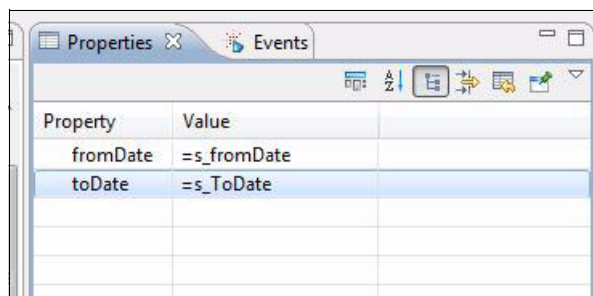 Properties Events
Property Value
fromDate =s_fromDate
toDate =s_ToDate